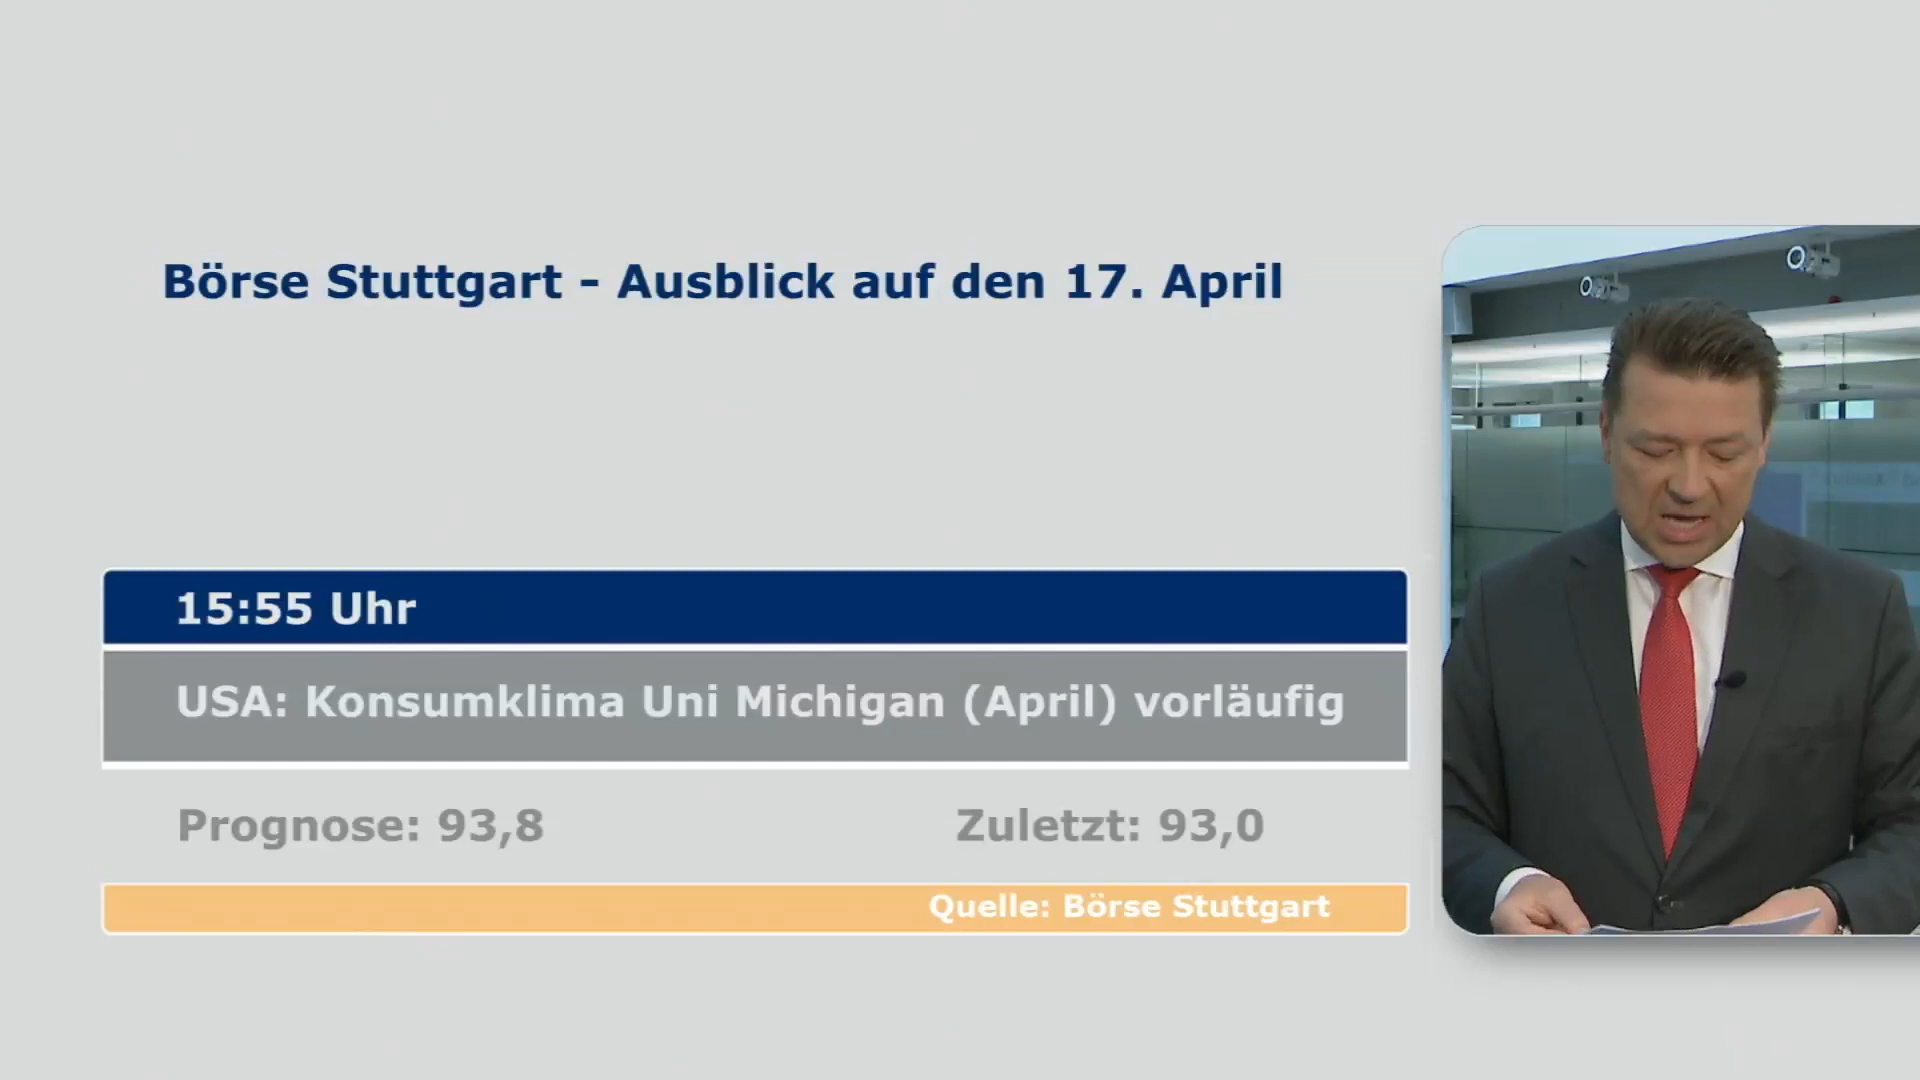 Börse Stuttgart - Ausblick auf den 17. April
15:55 Uhr
USA: Konsumklima Uni Michigan (April) vorläufig
Prognose: 93,8 Zuletzt: 93,0
Quelle: Börse Stuttgart